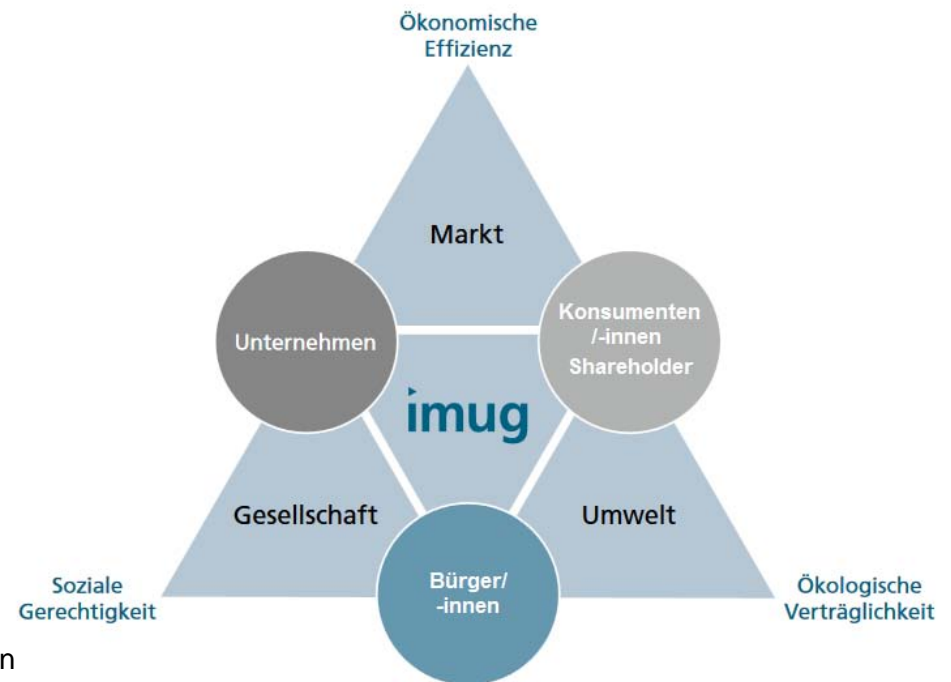 Ökonomische
Effizienz
Markt
Unternehmen
Konsumenten
/-innen
Shareholder
imug
Gesellschaft
Umwelt
Bürger/
-innen
Soziale
Gerechtigkeit
Ökologische
Verträglichkeit
n